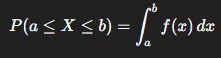 P(a ≤ X ≤ b) = ∫_a^b f(x) dx